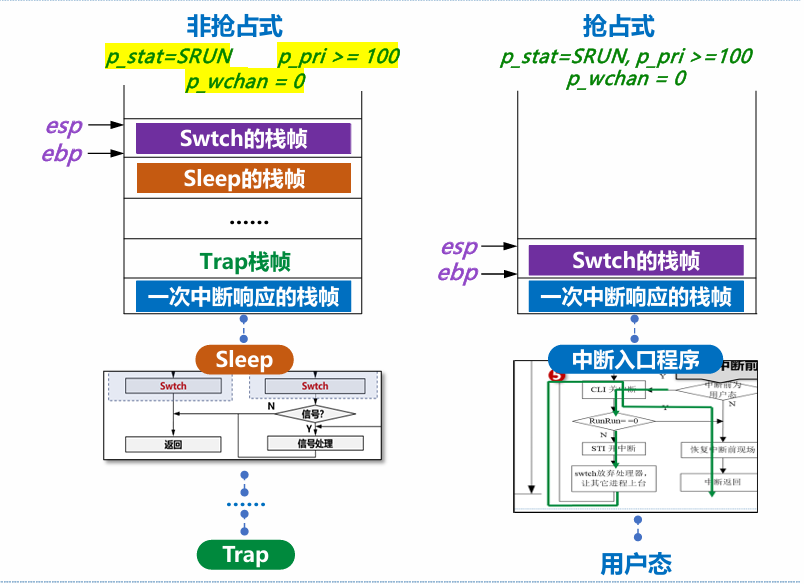 非抢占式
p_stat=SRUN p_pri >= 100
p_wchan = 0
esp
ebp
Swtch的栈帧
Sleep的栈帧
......
Trap栈帧
一次中断响应的栈帧
Sleep
Swtch
Swtch
N
信号?
Y
返回
信号处理
......
Trap
抢占式
p_stat=SRUN, p_pri >=100
p_wchan = 0
esp
ebp
Swtch的栈帧
一次中断响应的栈帧
中断入口程序
中断前
5
Y
CLI 关中断
中断前为
用户态
N
Y
RunRun==0
N
STI 开中断
恢复中断前现场
swtch放弃处理器，
让其它进程上台
中断返回
用户态